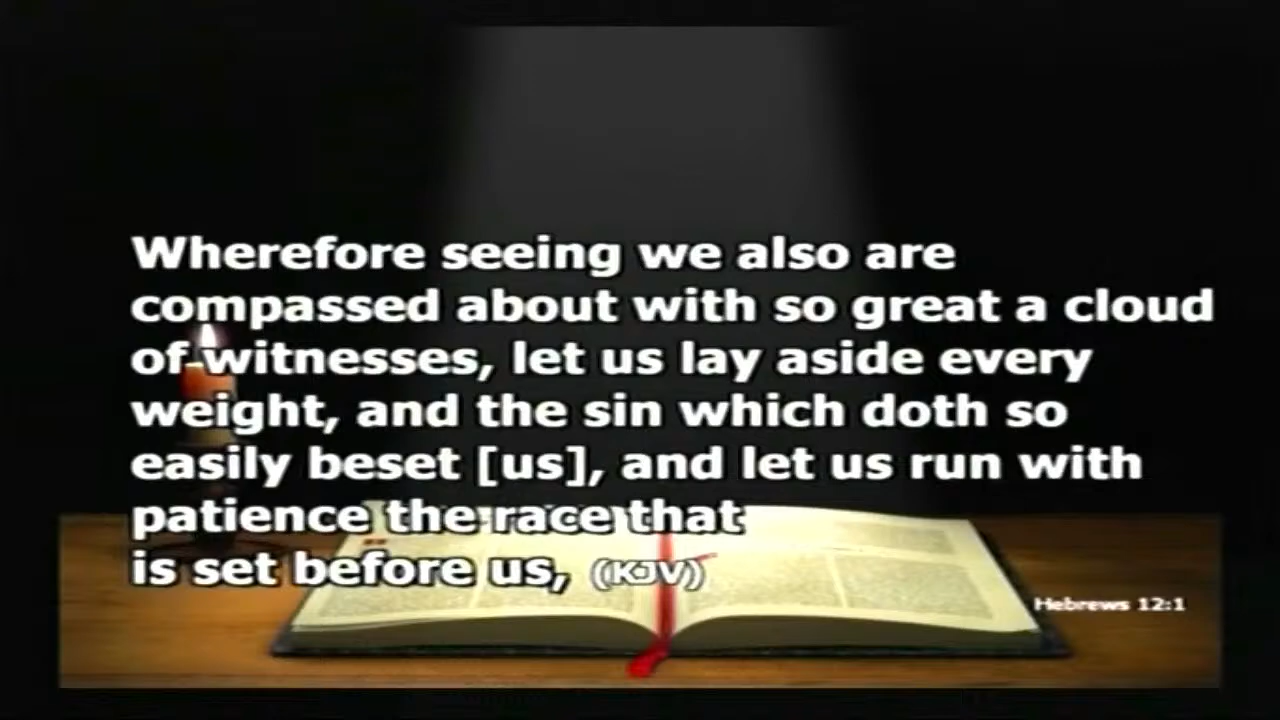 Wherefore seeing we also are
compassed about with so great a cloud
of witnesses, let us lay aside every
weight, and the sin which doth so
easily beset [us], and let us run with
patience the race that
is set before us, (KJV)
Hebrews 12:1